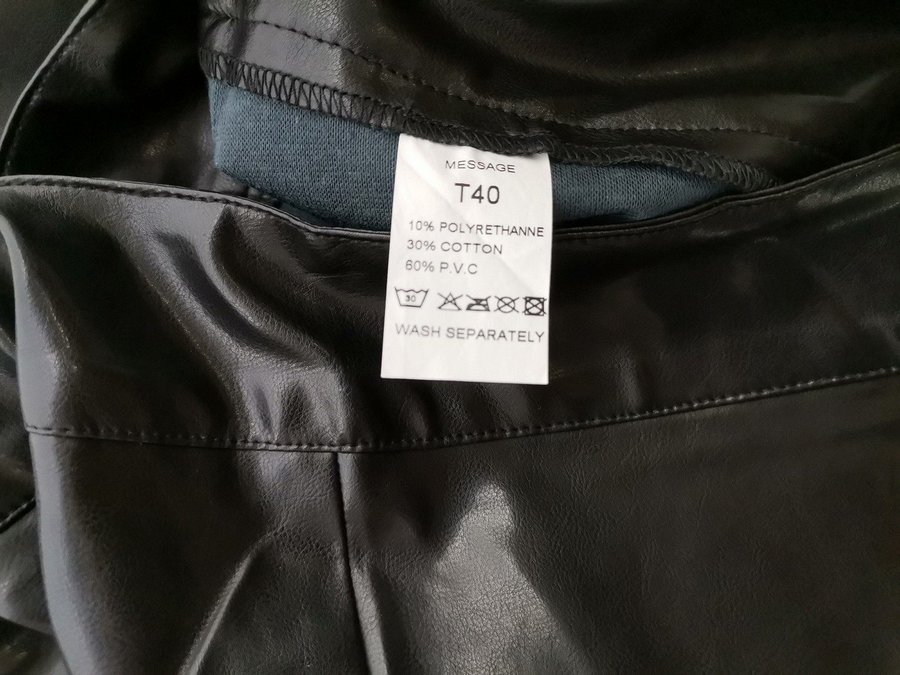 MESSAGE
T40
10% POLYRETHANNE
30% COTTON
60% P.V.C
30
WASH SEPARATELY